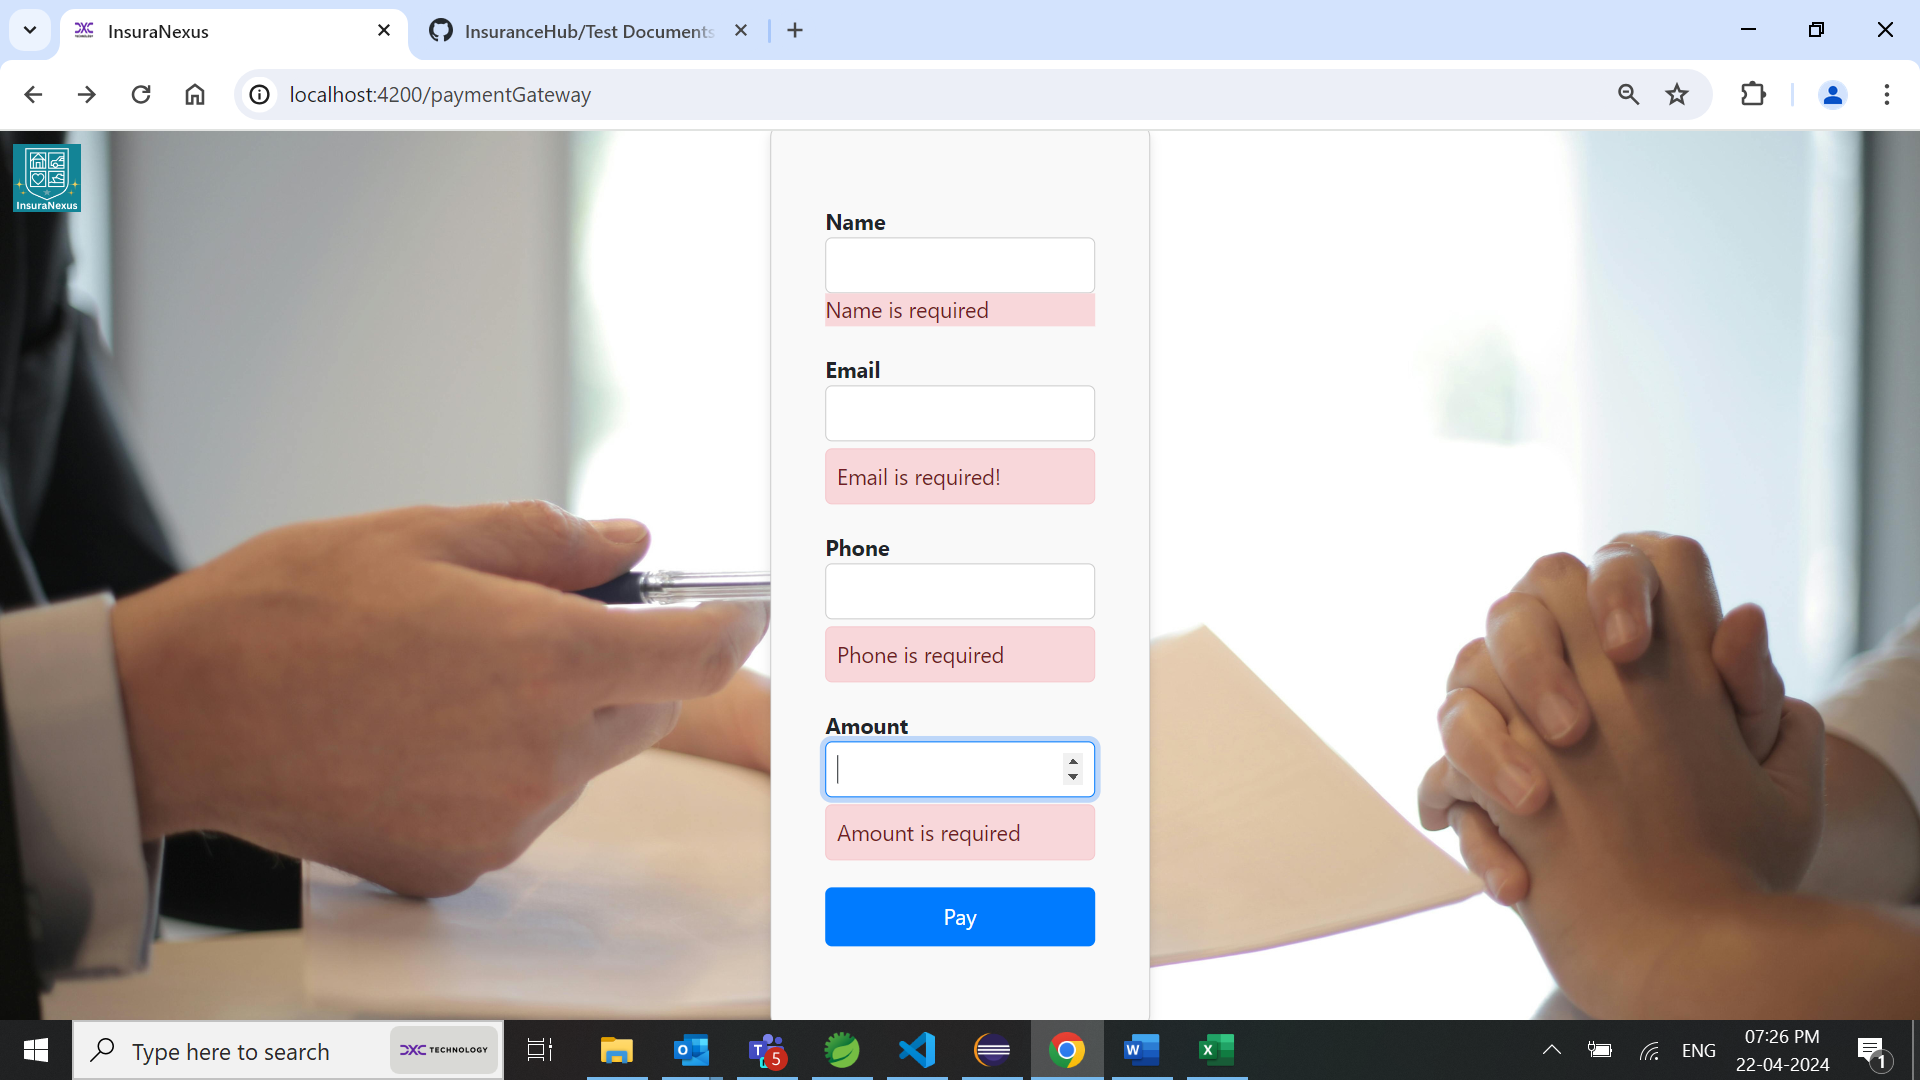 InsuraNexus
InsuranceHub/Test Documents
localhost:4200/paymentGateway
InsuraNexus
Name
Name is required
Email
Email is required!
Phone
Phone is required
Amount
Amount is required
Pay
Type here to search
DXC TECHNOLOGY
5
ENG
07:26 PM
22-04-2024
1